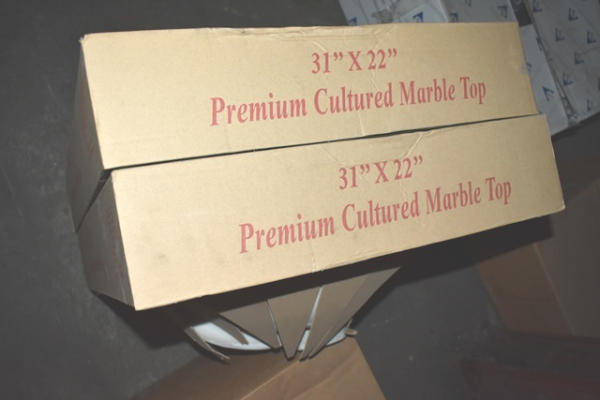 31” X 22”
Premium Cultured Marble Top
31” X 22”
Premium Cultured Marble Top